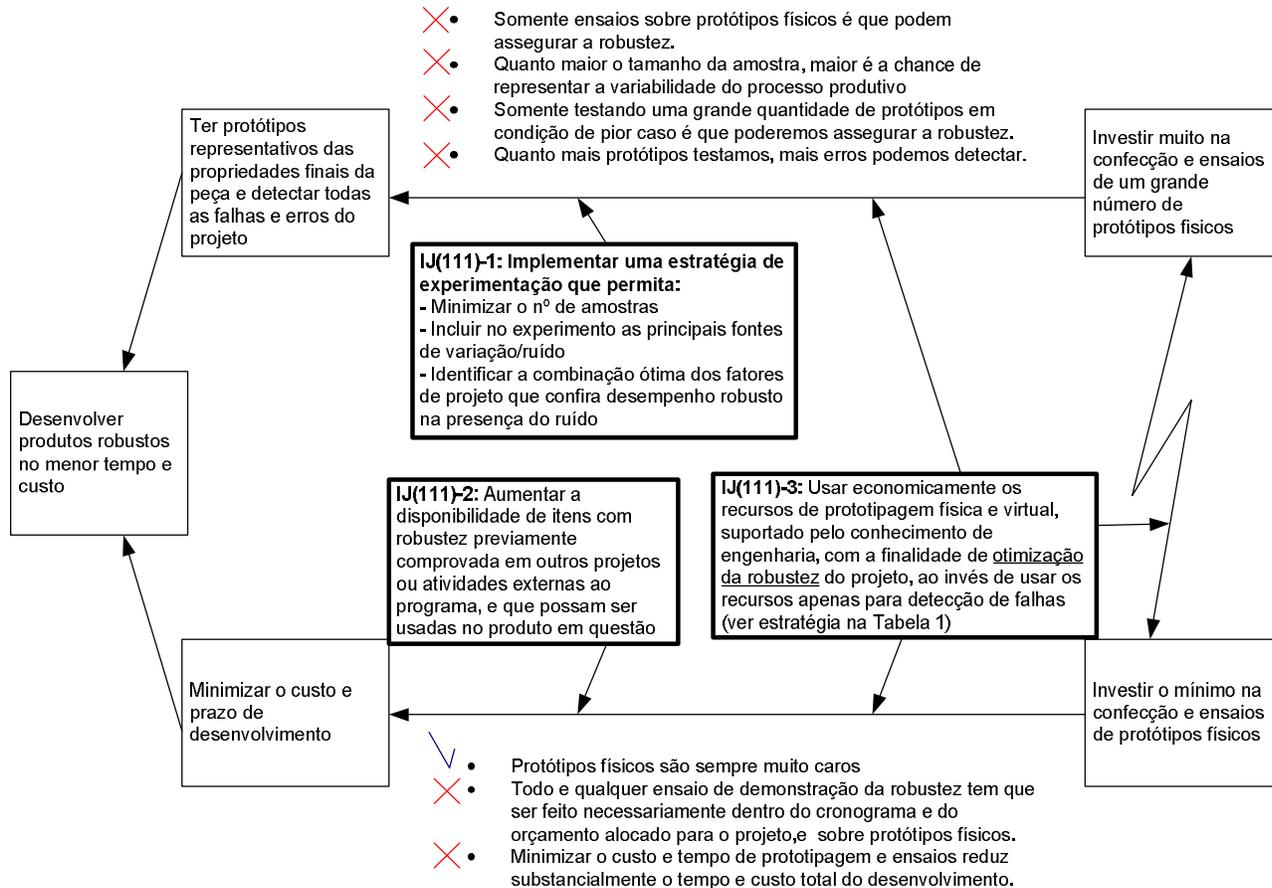 • Somente ensaios sobre protótipos físicos é que podem
assegurar a robustez.
• Quanto maior o tamanho da amostra, maior é a chance de
representar a variabilidade do processo produtivo
• Somente testando uma grande quantidade de protótipos em
condição de pior caso é que poderemos assegurar a robustez.
• Quanto mais protótipos testamos, mais erros podemos detectar.
Ter protótipos
representativos das
propriedades finais da
peça e detectar todas
as falhas e erros do
projeto
Investir muito na
confecção e ensaios
de um grande
número de
protótipos fisicos
IJ(111)-1: Implementar uma estratégia de
experimentação que permita:
- Minimizar o nº de amostras
- Incluir no experimento as principais fontes
de variação/ruído
- Identificar a combinação ótima dos fatores
de projeto que confira desempenho robusto
na presença do ruído
Desenvolver
produtos robustos
no menor tempo e
custo
IJ(111)-2: Aumentar a
disponibilidade de itens com
robustez previamente
comprovada em outros projetos
ou atividades externas ao
programa, e que possam ser
usadas no produto em questão
IJ(111)-3: Usar economicamente os
recursos de prototipagem física e virtual,
suportado pelo conhecimento de
engenharia, com a finalidade de otimização
da robustez do projeto, ao invés de usar os
recursos apenas para detecção de falhas
(ver estratégia na Tabela 1)
Minimizar o custo e
prazo de
desenvolvimento
Investir o mínimo na
confecção e ensaios
de protótipos físicos
• Protótipos físicos são sempre muito caros
• Todo e qualquer ensaio de demonstração da robustez tem que
ser feito necessariamente dentro do cronograma e do
orçamento alocado para o projeto,e sobre protótipos físicos.
• Minimizar o custo e tempo de prototipagem e ensaios reduz
substancialmente o tempo e custo total do desenvolvimento.